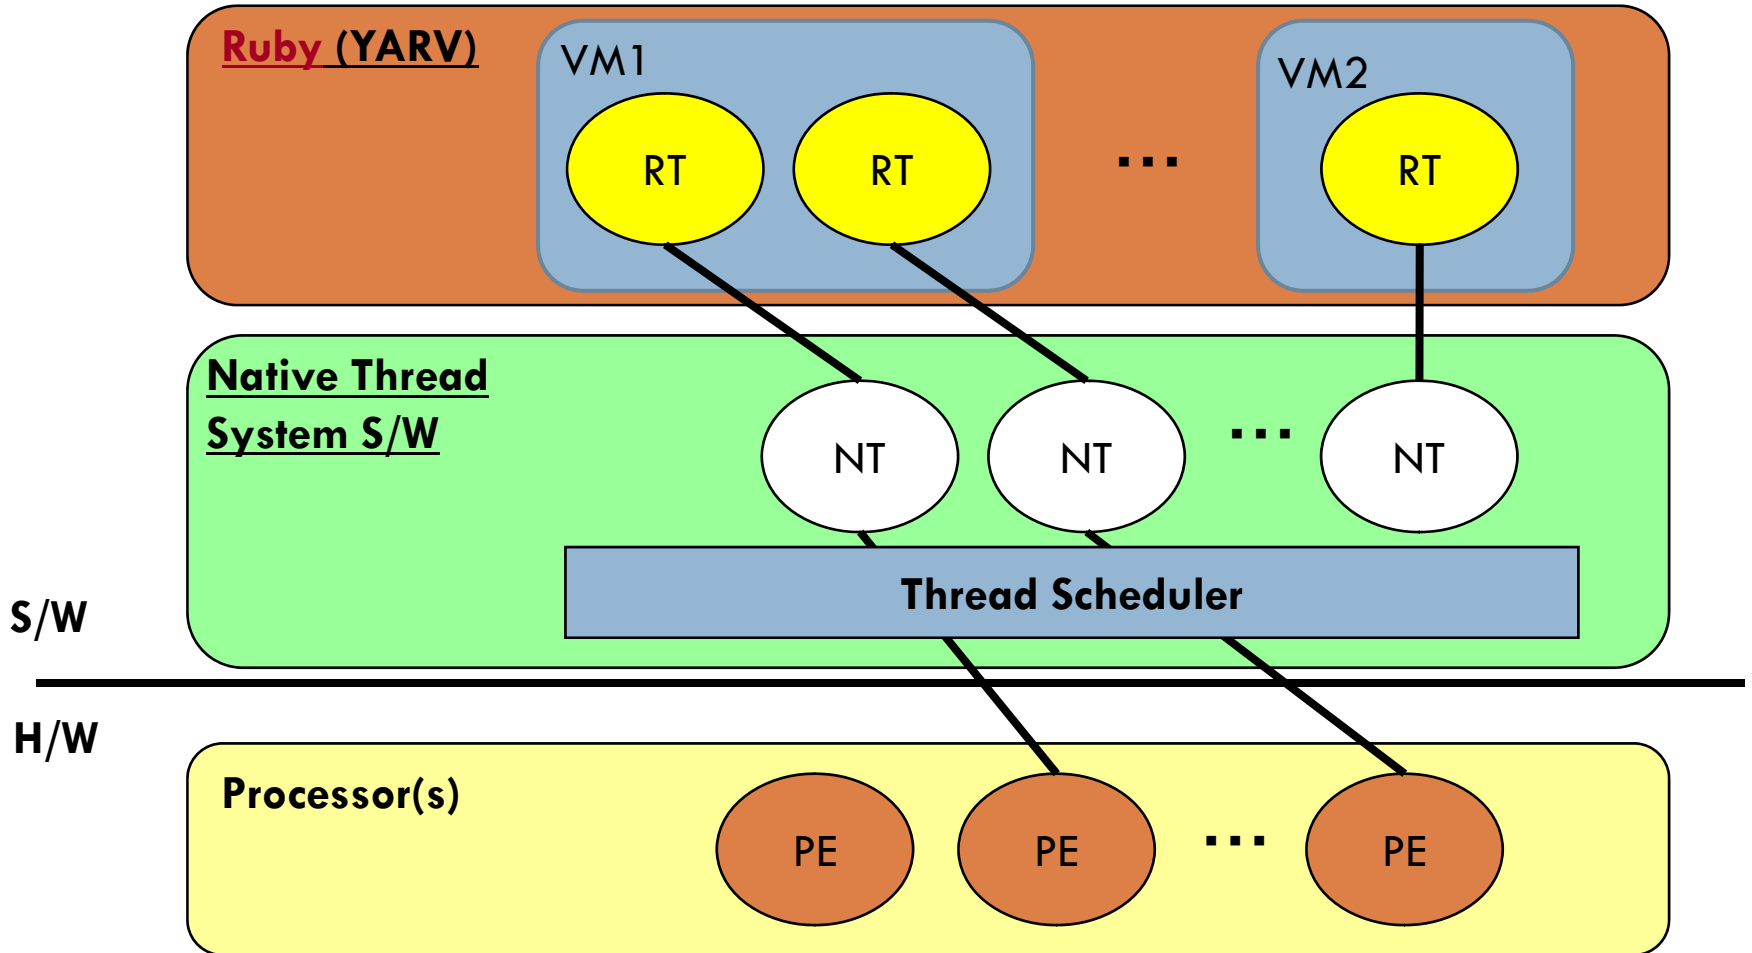 Ruby (YARV)
VM1
VM2
RT
RT
...
RT
Native Thread
System S/W
NT
NT
...
NT
Thread Scheduler
S/W
H/W
Processor(s)
PE
PE
...
PE